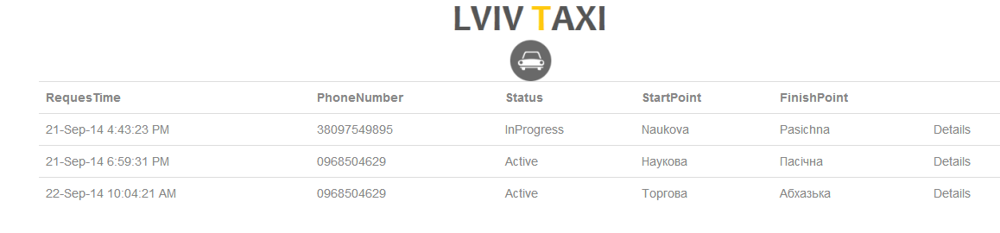 LVIV TAXI
RequesTime PhoneNumber Status StartPoint FinishPoint
21-Sep-14 4:43:23 PM 38097549895 InProgress Naukova Pasichna Details
21-Sep-14 6:59:31 PM 0968504629 Active Наукова Пасічна Details
22-Sep-14 10:04:21 AM 0968504629 Active Торгова Абхазька Details